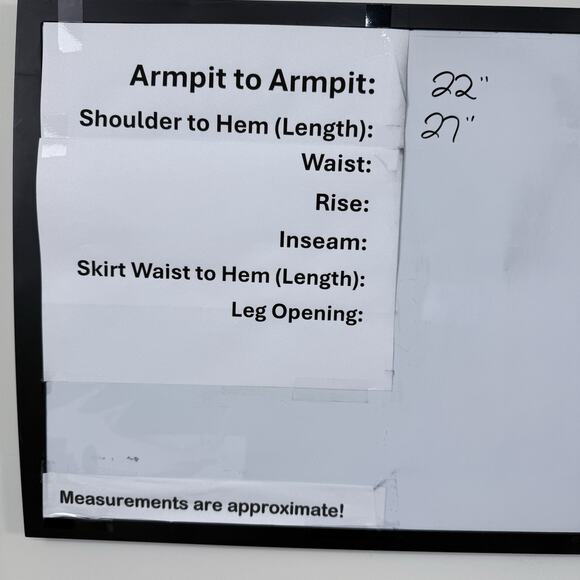 Armpit to Armpit: 22"
Shoulder to Hem (Length): 27"
Waist:
Rise:
Inseam:
Skirt Waist to Hem (Length):
Leg Opening:
Measurements are approximate!